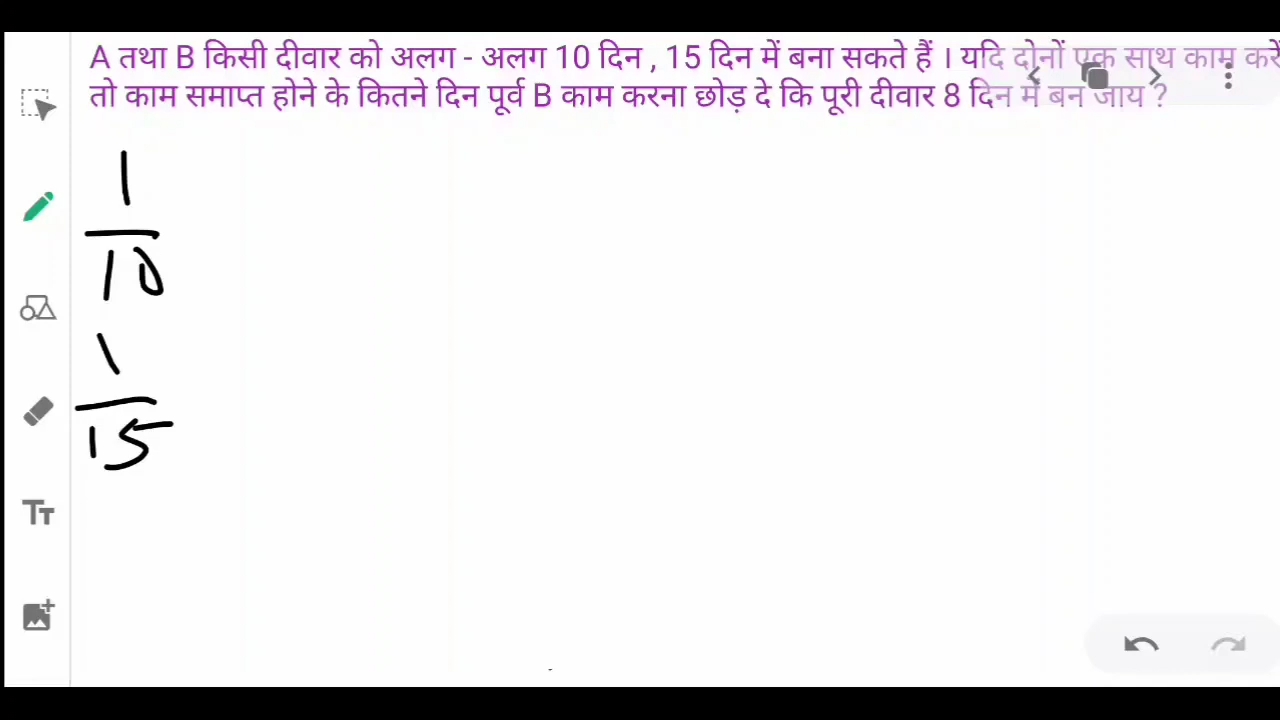 A तथा B किसी दीवार को अलग - अलग 10 दिन , 15 दिन में बना सकते हैं । यदि दोनों एक साथ काम करें
तो काम समाप्त होने के कितने दिन पूर्व B काम करना छोड़ दे कि पूरी दीवार 8 दिन में बन जाय ?
1
10
1
15
Tт